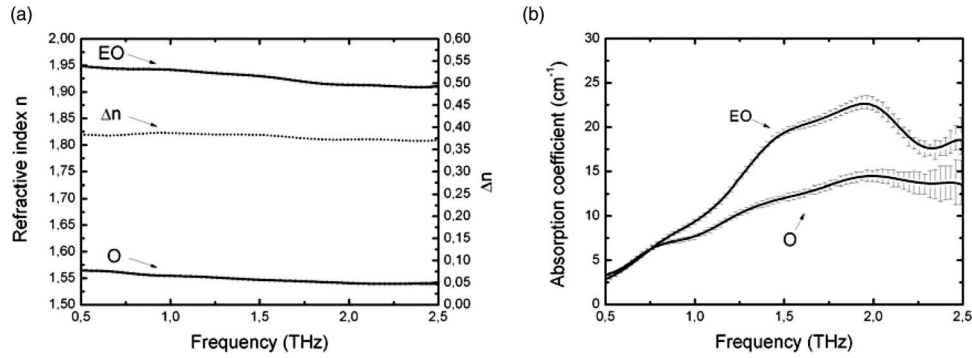 (a)
2,00
1,95
1,90
1,85
1,80
1,75
1,70
1,65
1,60
1,55
1,50
Refractive index n
EO
Δn
O
0,60
0,55
0,50
0,45
0,40
0,35
0,30
0,25
0,20
0,15
0,10
0,05
0,00
Δn
0,5 1,0 1,5 2,0 2,5
Frequency (THz)
(b)
30
25
20
15
10
5
0
Absorption coefficient (cm⁻¹)
EO
O
0,5 1,0 1,5 2,0 2,5
Frequency (THz)